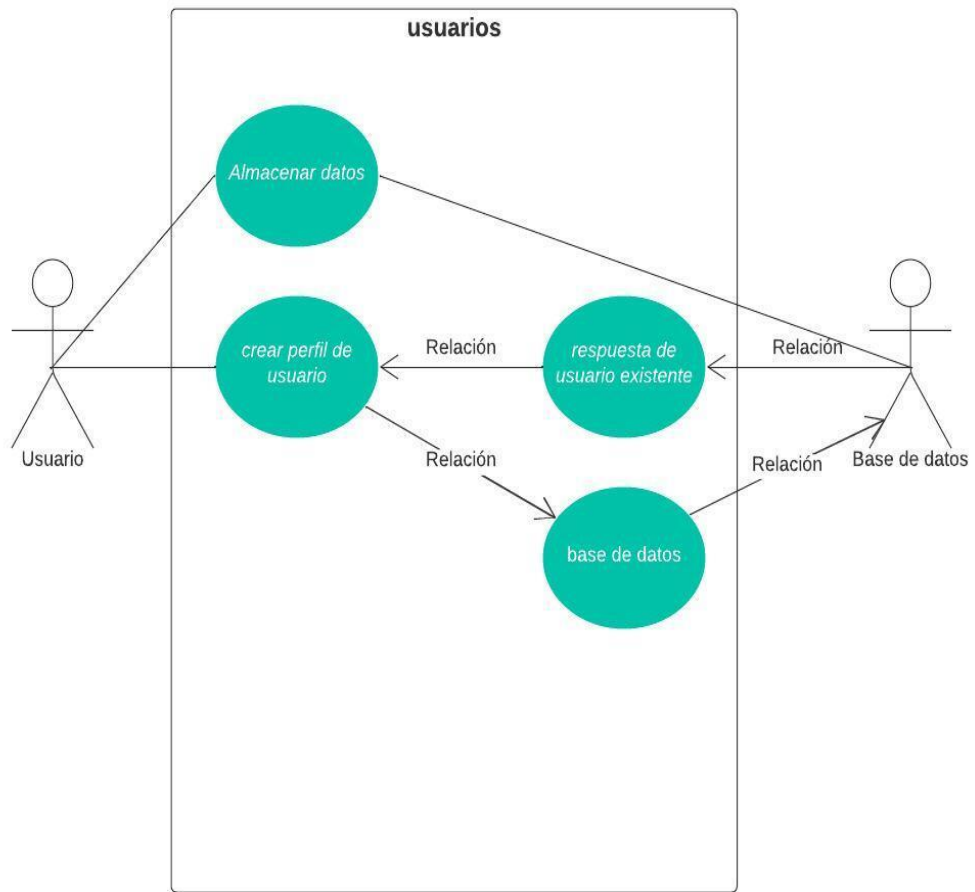 usuarios
Almacenar datos
crear perfil de
usuario
Relación
respuesta de
usuario existente
Relación
Usuario
Relación
Relación
Base de datos
base de datos